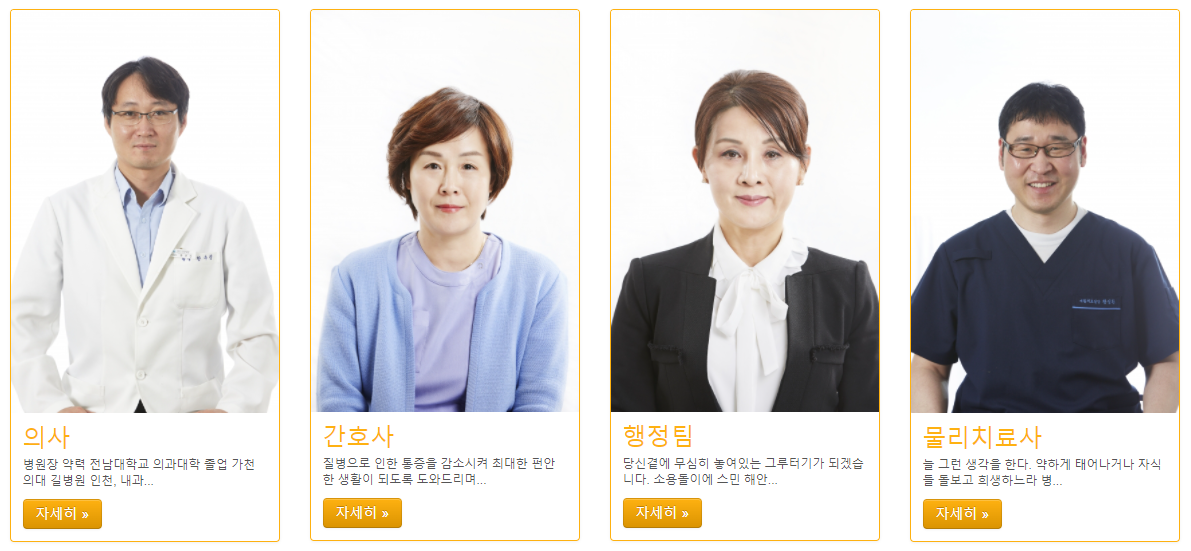 의사
병원장 약력 전남대학교 의과대학 졸업 가천
의대 길병원 인천, 내과...
자세히 »
간호사
질병으로 인한 통증을 감소시켜 최대한 편안
한 생활이 되도록 도와드리며...
자세히 »
행정팀
당신곁에 무심히 놓여있는 그루터기가 되겠습
니다. 소용돌이에 스민 해안...
자세히 »
물리치료사
늘 그런 생각을 한다. 약하게 태어나거나 자식
들 돌보고 희생하느라 병...
자세히 »